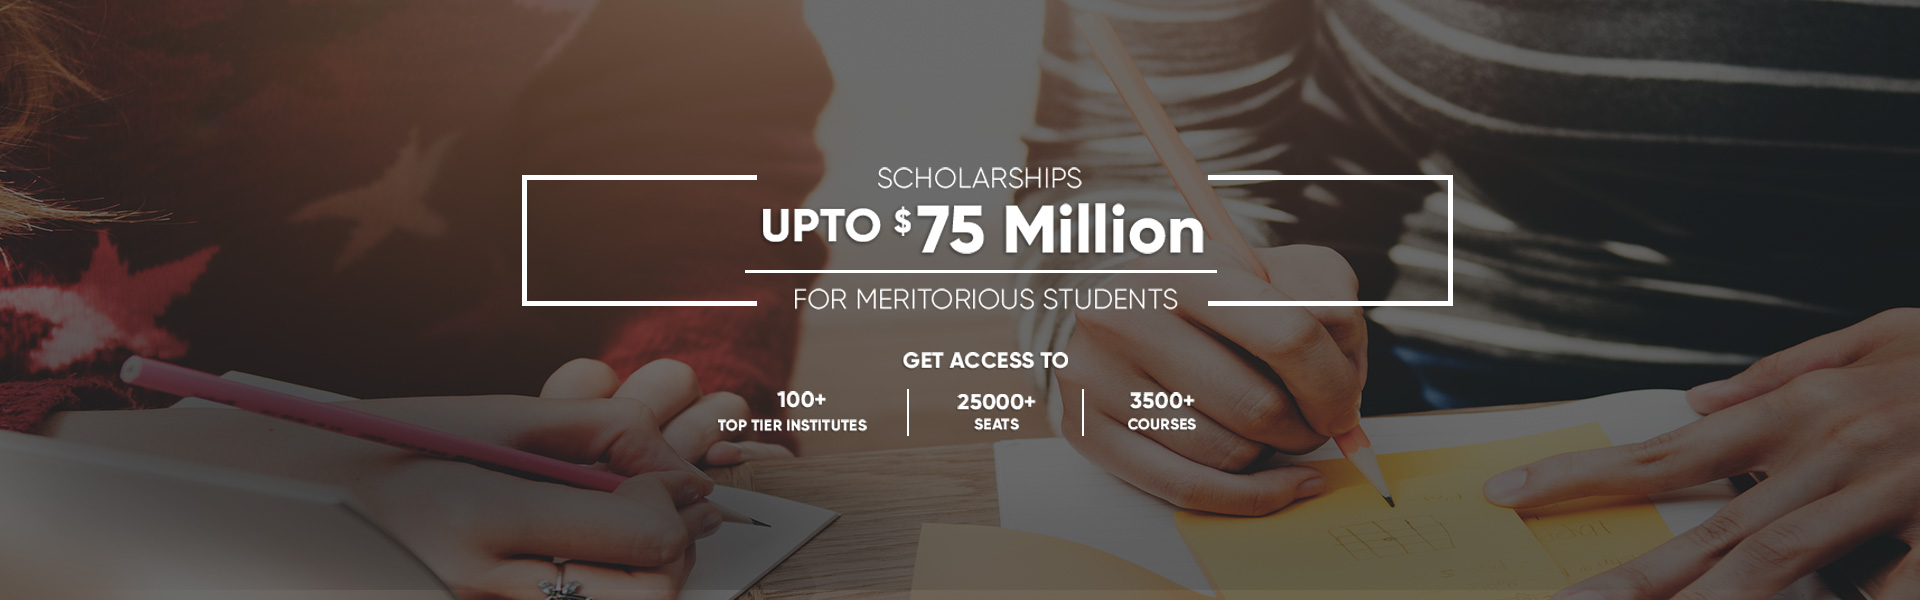 SCHOLARSHIPS
UPTO $75 Million
FOR MERITORIOUS STUDENTS
GET ACCESS TO
100+
TOP TIER INSTITUTES
25000+
SEATS
3500+
COURSES